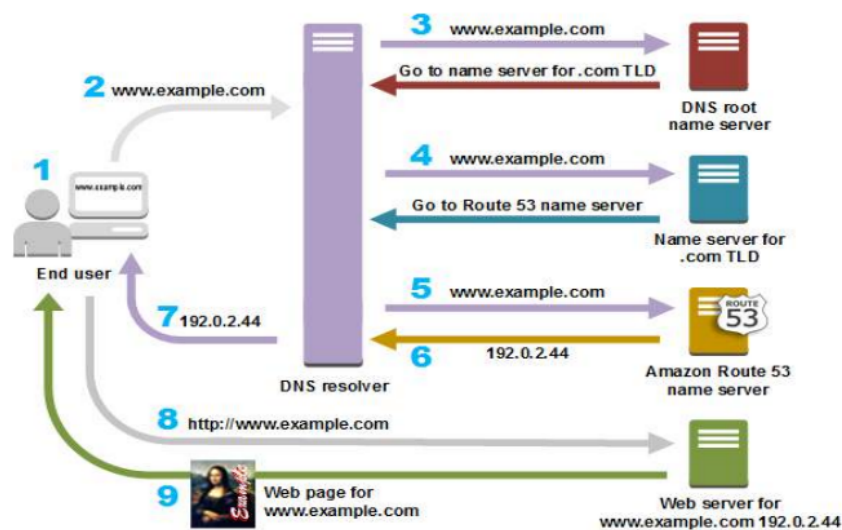 3 www.example.com
Go to name server for .com TLD
DNS root
name server
2 www.example.com
1
www.example.com
End user
4 www.example.com
Go to Route 53 name server
Name server for
.com TLD
5 www.example.com
ROUTE
53
6 192.0.2.44
Amazon Route 53
name server
7 192.0.2.44
DNS resolver
8 http://www.example.com
9 Example
Web page for
www.example.com
Web server for
www.example.com 192.0.2.44